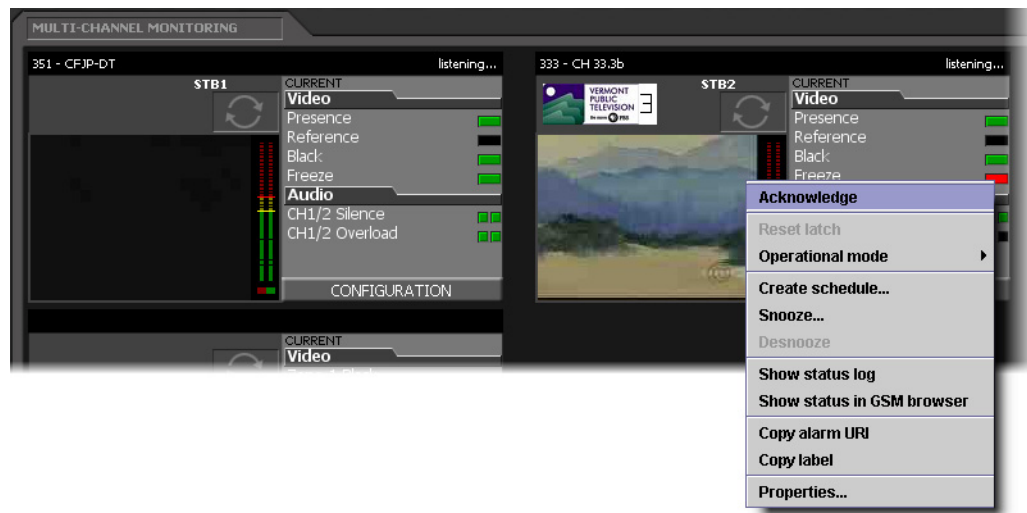 MULTI-CHANNEL MONITORING
351 - CFJP-DT
listening...
STB1
CURRENT
Video
Presence
Reference
Black
Freeze
Audio
CH1/2 Silence
CH1/2 Overload
CONFIGURATION
333 - CH 33.3b
listening...
VERMONT
PUBLIC
TELEVISION
3
PBS
STB2
CURRENT
Video
Presence
Reference
Black
Freeze
Acknowledge
Reset latch
Operational mode
Create schedule...
Snooze...
Desnooze
Show status log
Show status in GSM browser
Copy alarm URI
Copy label
Properties...
CURRENT
Video